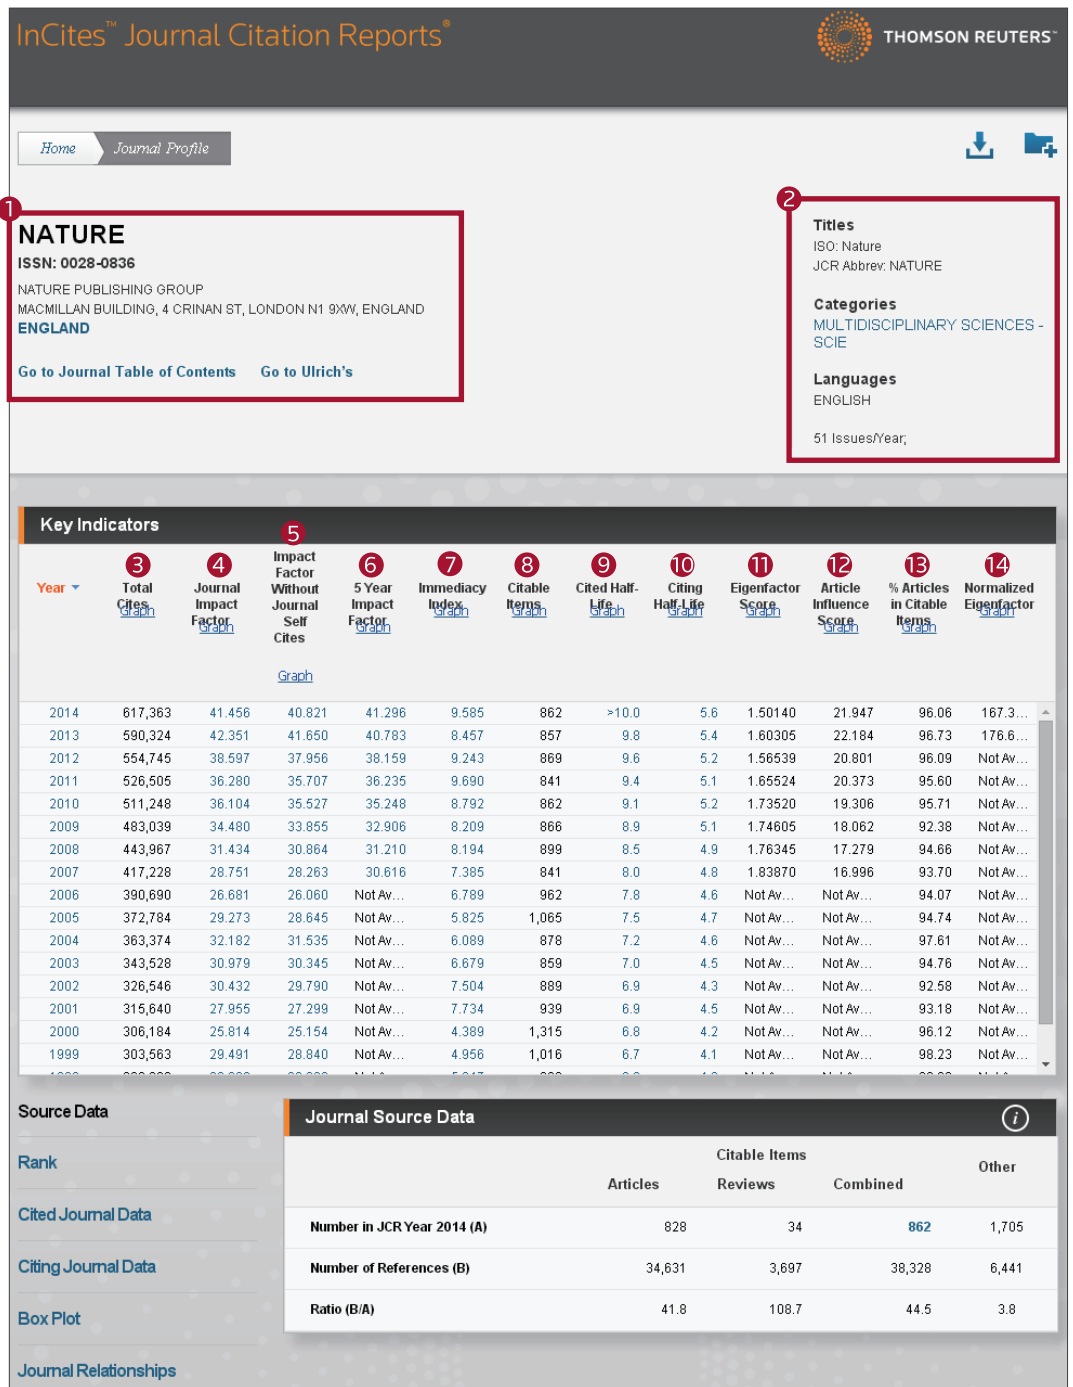 InCites™ Journal Citation Reports®
THOMSON REUTERS™
Home
Journal Profile
1
NATURE
ISSN: 0028-0836
NATURE PUBLISHING GROUP
MACMILLAN BUILDING, 4 CRINAN ST, LONDON N1 9XW, ENGLAND
ENGLAND
Go to Journal Table of Contents Go to Ulrich's
2
Titles
ISO: Nature
JCR Abbrev: NATURE
Categories
MULTIDISCIPLINARY SCIENCES -
SCIE
Languages
ENGLISH
51 Issues/Year;
Key Indicators
Year
3
Total
Cites
Graph
4
Journal
Impact
Factor
Graph
5
Impact
Factor
Without
Journal
Self
Cites
Graph
6
5 Year
Impact
Factor
Graph
7
Immediacy
Index
Graph
8
Citable
Items
Graph
9
Cited Half-
Life
Graph
10
Citing
Half-Life
Graph
11
Eigenfactor
Score
Graph
12
Article
Influence
Score
Graph
13
% Articles
in Citable
Items
Graph
14
Normalized
Eigenfactor
Graph
2014 617,363 41.456 40.821 41.296 9.585 862 >10.0 5.6 1.50140 21.947 96.06 167.3...
2013 590,324 42.351 41.650 40.783 8.457 857 9.8 5.4 1.60305 22.184 96.73 176.6...
2012 554,745 38.597 37.956 38.159 9.243 869 9.6 5.2 1.56539 20.801 96.09 Not Av...
2011 526,505 36.280 35.707 36.235 9.690 841 9.4 5.1 1.65524 20.373 95.60 Not Av...
2010 511,248 36.104 35.527 35.248 8.792 862 9.1 5.2 1.73520 19.306 95.71 Not Av...
2009 483,039 34.480 33.855 32.906 8.209 866 8.9 5.1 1.74605 18.062 92.38 Not Av...
2008 443,967 31.434 30.864 31.210 8.194 899 8.5 4.9 1.76345 17.279 94.66 Not Av...
2007 417,228 28.751 28.263 30.616 7.385 841 8.0 4.8 1.83870 16.996 93.70 Not Av...
2006 390,690 26.681 26.060 Not Av... 6.789 962 7.8 4.6 Not Av... Not Av... 94.07 Not Av...
2005 372,784 29.273 28.645 Not Av... 5.825 1,065 7.5 4.7 Not Av... Not Av... 94.74 Not Av...
2004 363,374 32.182 31.535 Not Av... 6.089 878 7.2 4.6 Not Av... Not Av... 97.61 Not Av...
2003 343,528 30.979 30.345 Not Av... 6.679 859 7.0 4.5 Not Av... Not Av... 94.76 Not Av...
2002 326,546 30.432 29.790 Not Av... 7.504 889 6.9 4.3 Not Av... Not Av... 92.58 Not Av...
2001 315,640 27.955 27.299 Not Av... 7.734 939 6.9 4.5 Not Av... Not Av... 93.18 Not Av...
2000 306,184 25.814 25.154 Not Av... 4.389 1,315 6.8 4.2 Not Av... Not Av... 96.12 Not Av...
1999 303,563 29.491 28.840 Not Av... 4.956 1,016 6.7 4.1 Not Av... Not Av... 98.23 Not Av...
Source Data
Rank
Cited Journal Data
Citing Journal Data
Box Plot
Journal Relationships
Journal Source Data
i
Citable Items
Other
Articles Reviews Combined
Number in JCR Year 2014 (A) 828 34 862 1,705
Number of References (B) 34,631 3,697 38,328 6,441
Ratio (B/A) 41.8 108.7 44.5 3.8